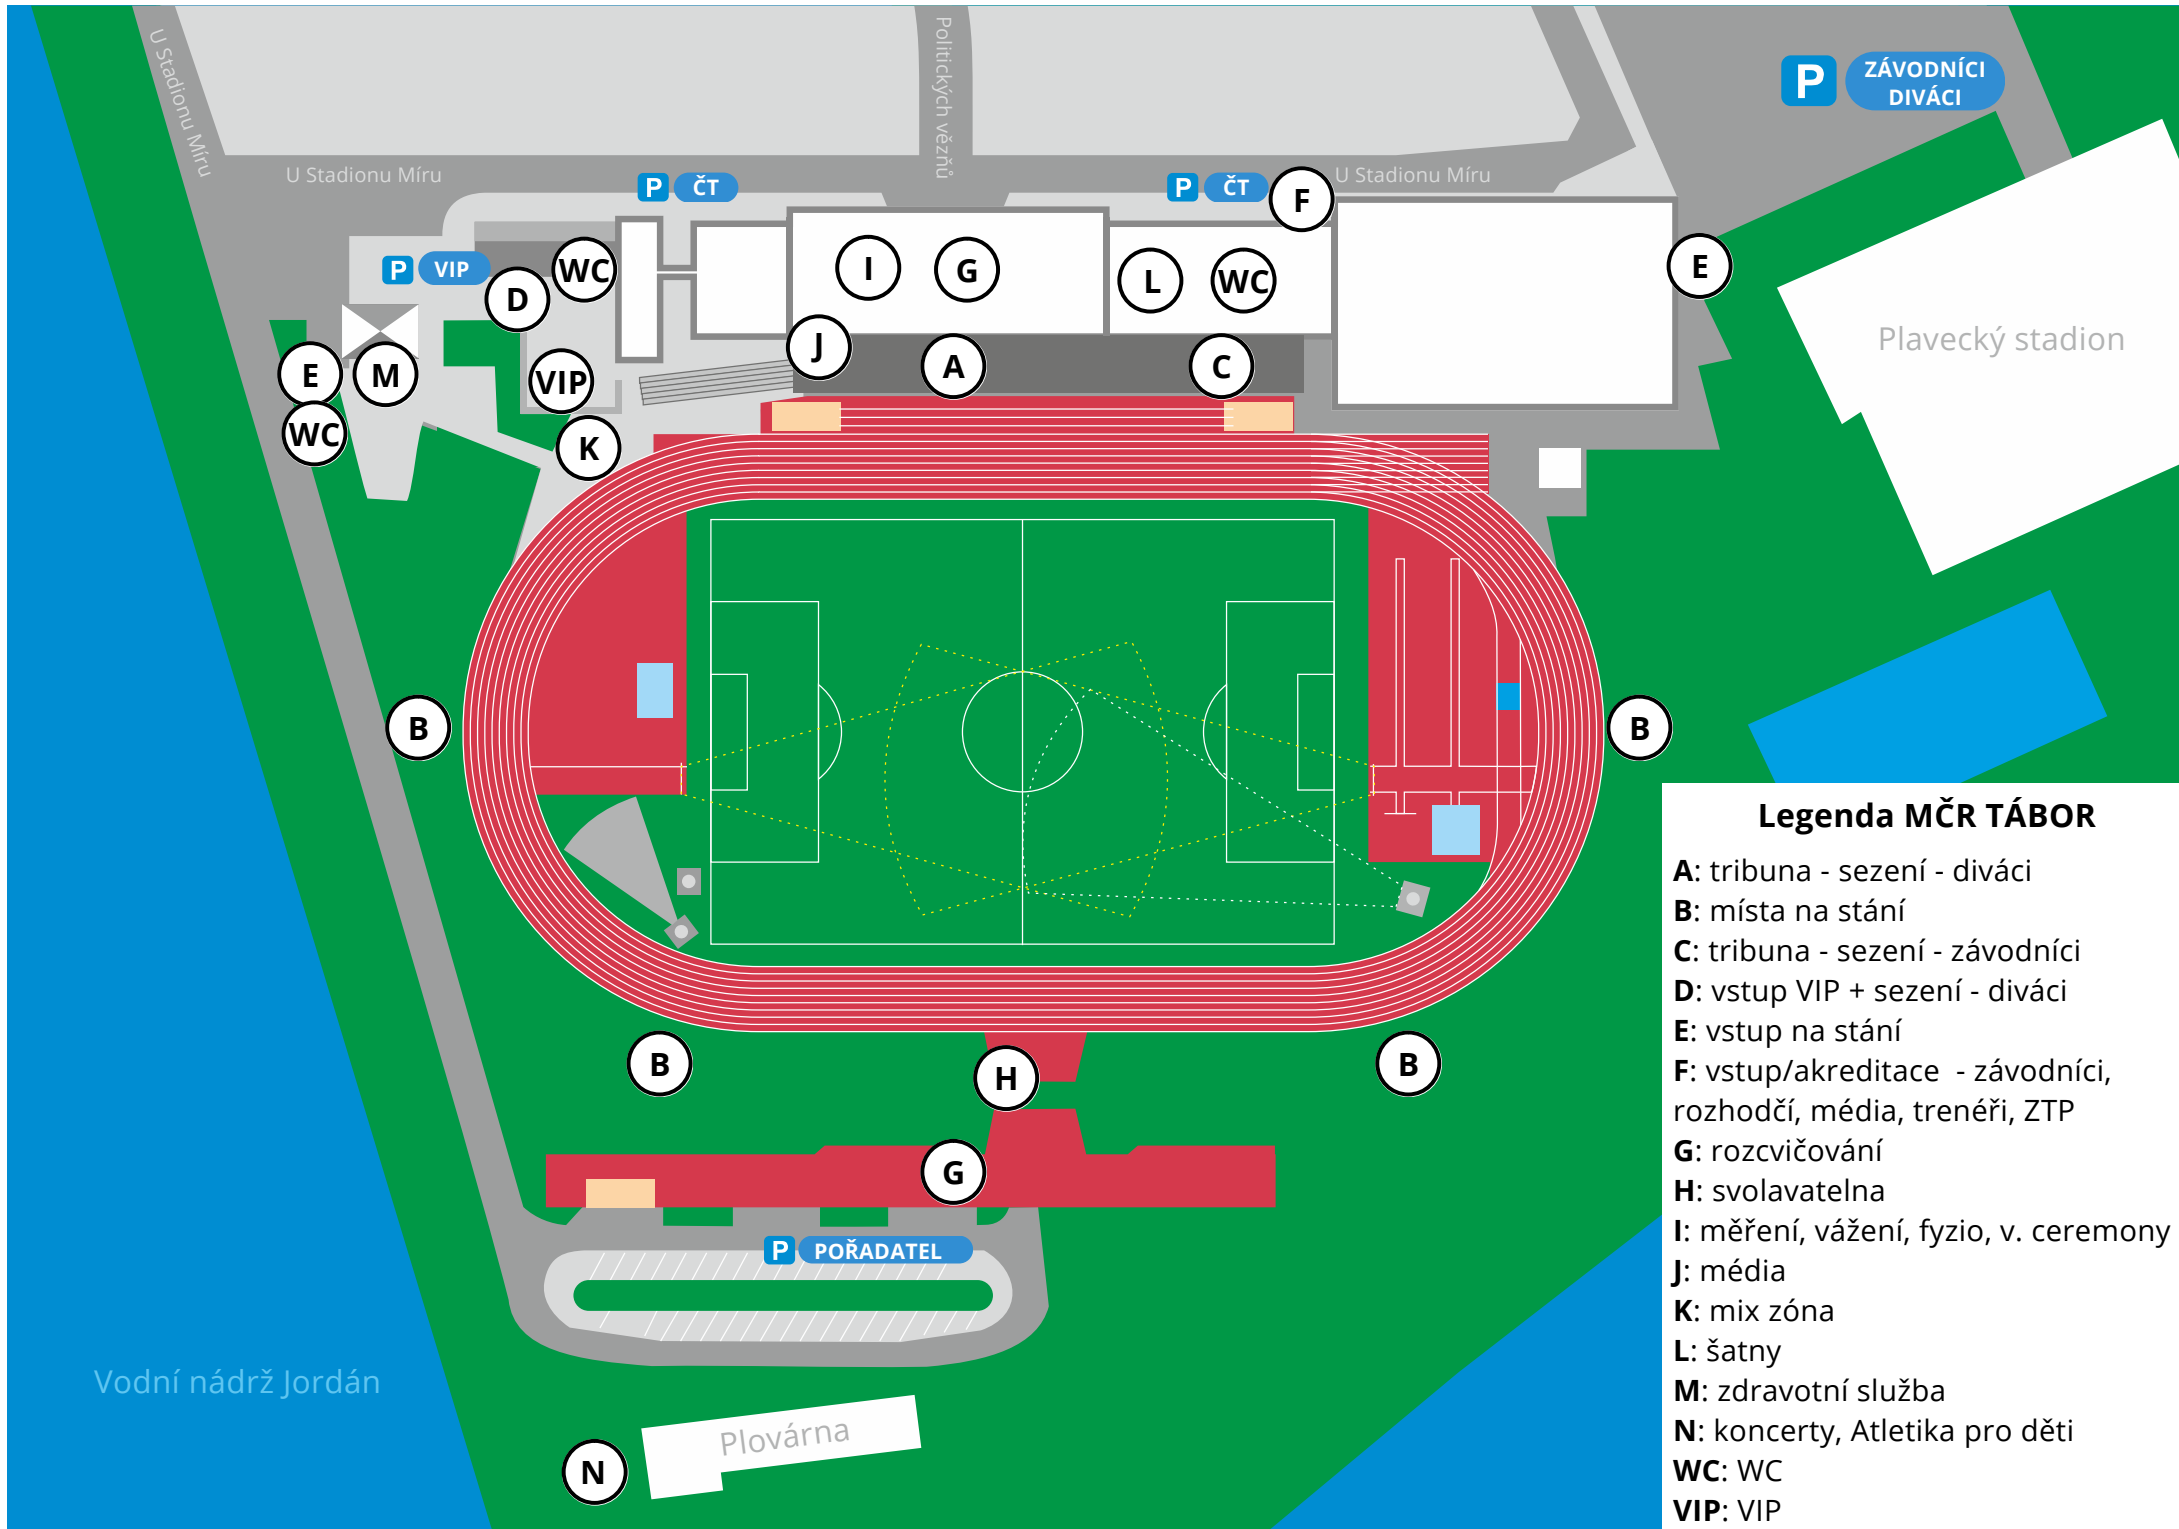 U Stadionu Míru
Politických vězňů
P ZÁVODNÍCI
DIVÁCI
U Stadionu Míru
P ČT
P ČT
F
U Stadionu Míru
P VIP
D
WC
I
G
L
WC
E
J
A
C
E
M
VIP
WC
K
Plavecký stadion
B
B
B
H
B
G
P POŘADATEL
Vodní nádrž Jordán
Plovárna
N
Legenda MČR TÁBOR
A: tribuna - sezení - diváci
B: místa na stání
C: tribuna - sezení - závodníci
D: vstup VIP + sezení - diváci
E: vstup na stání
F: vstup/akreditace - závodníci,
rozhodčí, média, trenéři, ZTP
G: rozcvičování
H: svolavatelna
I: měření, vážení, fyzio, v. ceremony
J: média
K: mix zóna
L: šatny
M: zdravotní služba
N: koncerty, Atletika pro děti
WC: WC
VIP: VIP